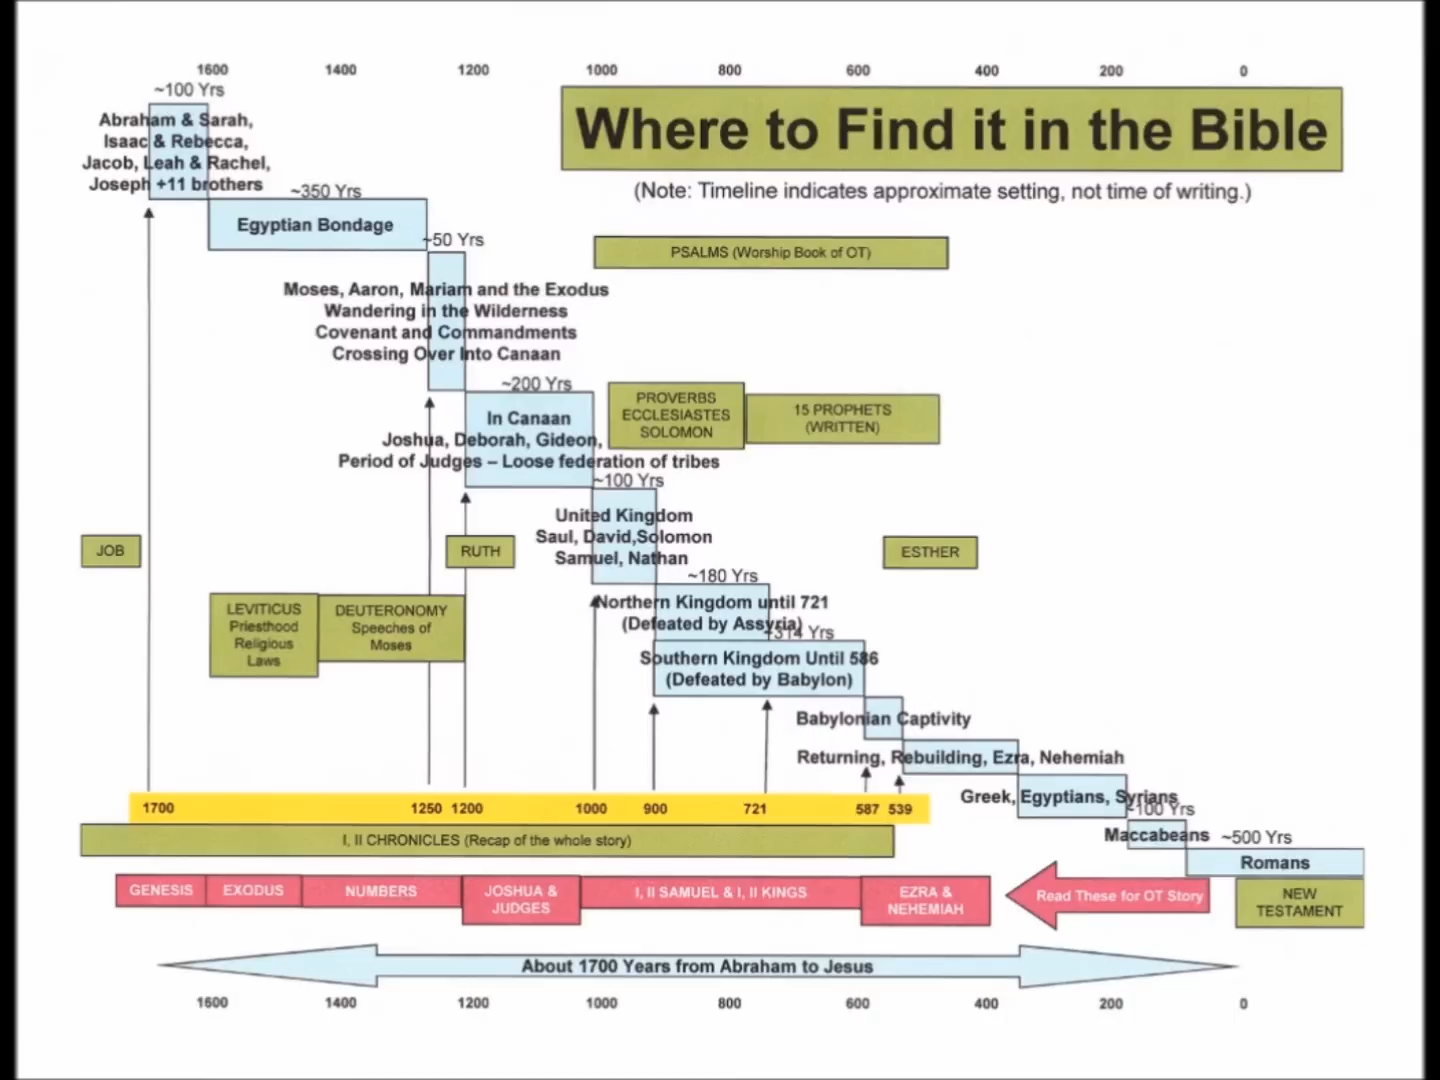 1600 1400 1200 1000 800 600 400 200 0
~100 Yrs
Where to Find it in the Bible
(Note: Timeline indicates approximate setting, not time of writing.)
Abraham & Sarah,
Isaac & Rebecca,
Jacob, Leah & Rachel,
Joseph +11 brothers
~350 Yrs
Egyptian Bondage
~50 Yrs
PSALMS (Worship Book of OT)
Moses, Aaron, Mariam and the Exodus
Wandering in the Wilderness
Covenant and Commandments
Crossing Over Into Canaan
~200 Yrs
In Canaan
Joshua, Deborah, Gideon,
Period of Judges – Loose federation of tribes
PROVERBS
ECCLESIASTES
SOLOMON
15 PROPHETS
(WRITTEN)
~100 Yrs
United Kingdom
Saul, David,Solomon
Samuel, Nathan
JOB
RUTH
ESTHER
~180 Yrs
Northern Kingdom until 721
(Defeated by Assyria)
~314 Yrs
LEVITICUS
Priesthood
Religious
Laws
DEUTERONOMY
Speeches of
Moses
Southern Kingdom Until 586
(Defeated by Babylon)
Babylonian Captivity
Returning, Rebuilding, Ezra, Nehemiah
Greek, Egyptians, Syrians
~100 Yrs
Maccabeans
~500 Yrs
Romans
1700 1250 1200 1000 900 721 587 539
I, II CHRONICLES (Recap of the whole story)
GENESIS
EXODUS
NUMBERS
JOSHUA &
JUDGES
I, II SAMUEL & I, II KINGS
EZRA &
NEHEMIAH
Read These for OT Story
NEW
TESTAMENT
About 1700 Years from Abraham to Jesus
1600 1400 1200 1000 800 600 400 200 0